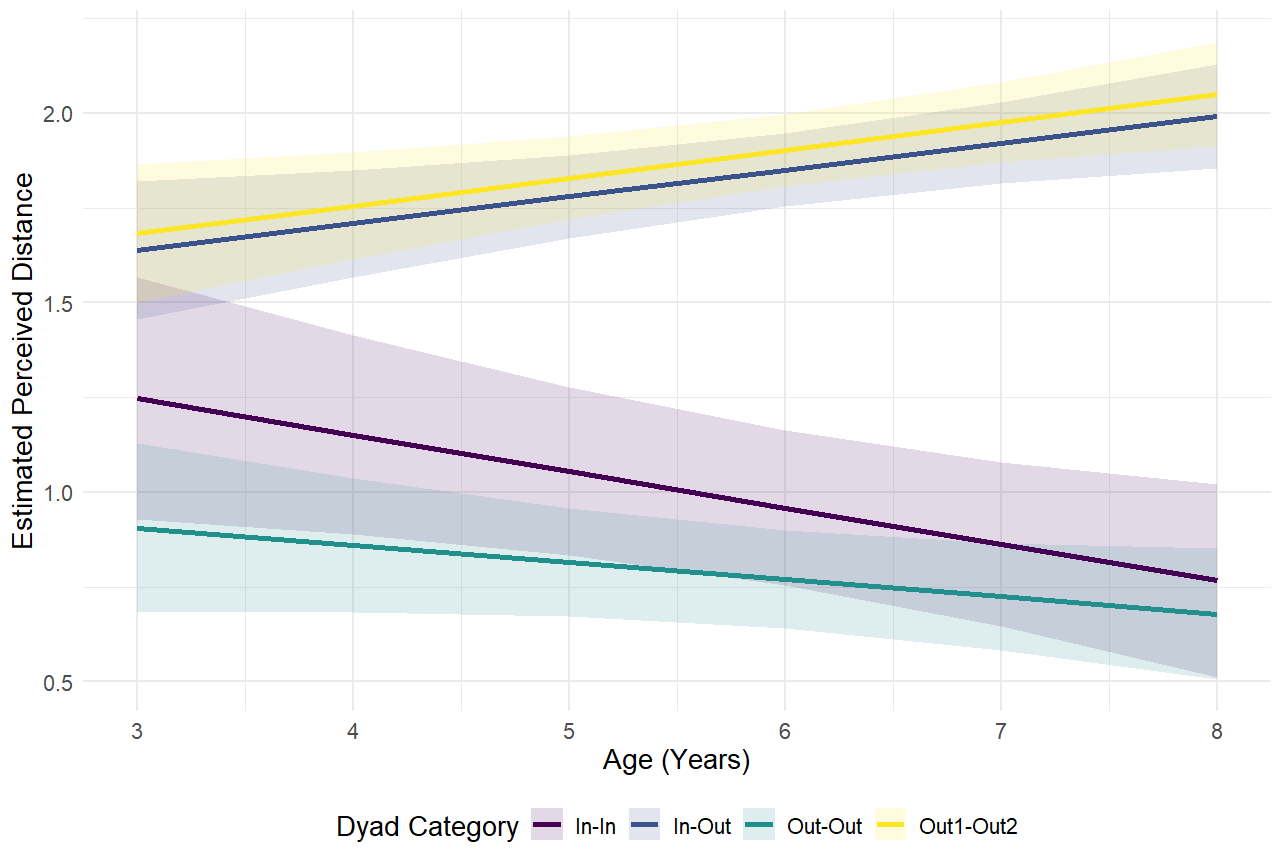 Estimated Perceived Distance
2.0
1.5
1.0
0.5
3 4 5 6 7 8
Age (Years)
Dyad Category In-In In-Out Out-Out Out1-Out2